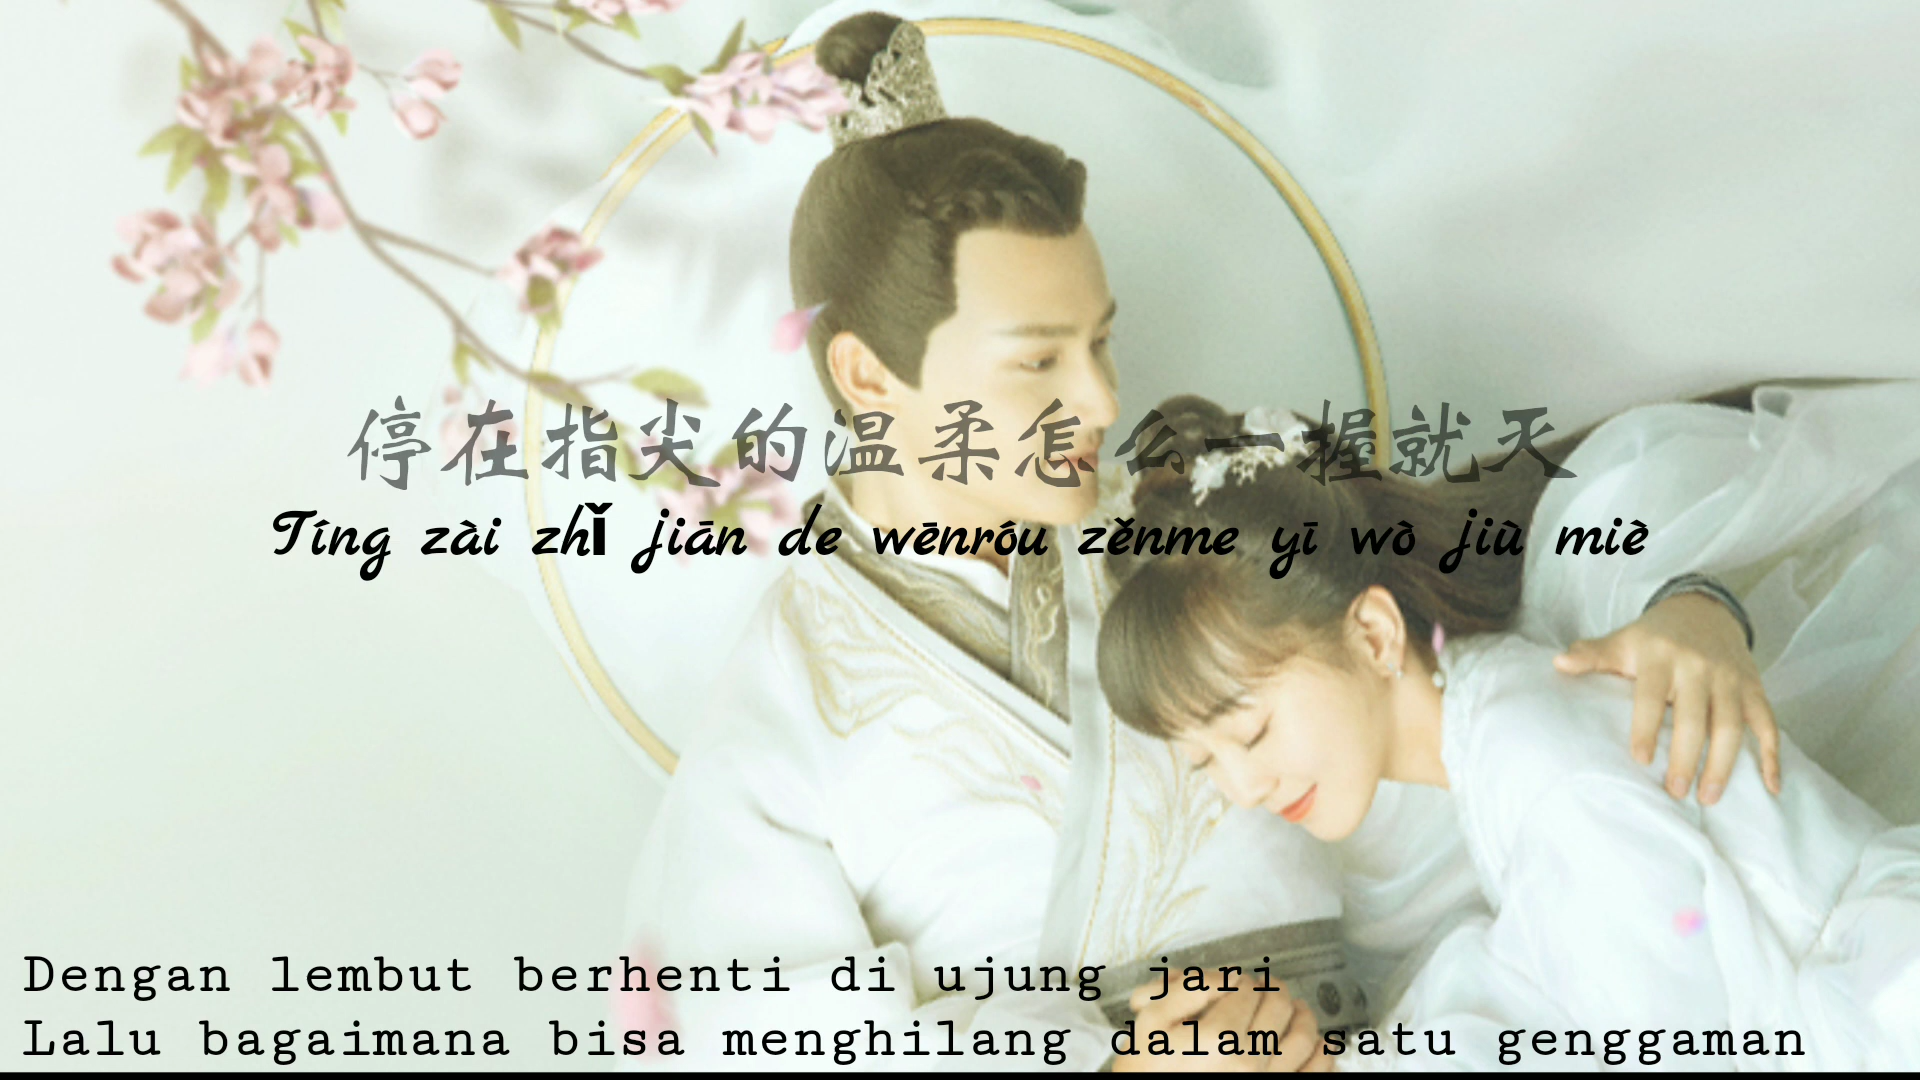 停在指尖的温柔怎么一握就灭
Tíng zài zhǐ jiān de wēnróu zěnme yī wò jiù miè
Dengan lembut berhenti di ujung jari
Lalu bagaimana bisa menghilang dalam satu genggaman